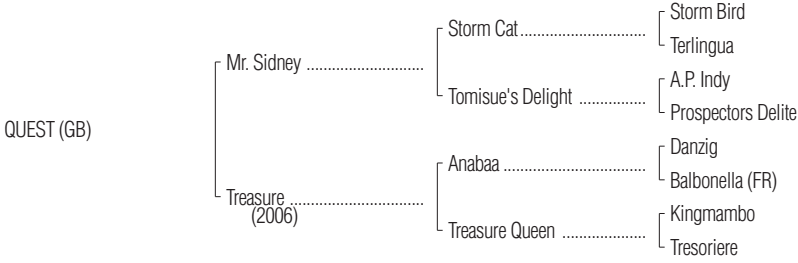 Storm Bird
Storm Cat..............................
Terlingua
Mr. Sidney ...........................
A.P. Indy
Tomisue's Delight ................
Prospectors Delite
QUEST (GB)
Danzig
Anabaa .................................
Balbonella (FR)
Treasure ...............................
(2006)
Kingmambo
Treasure Queen ....................
Tresoriere